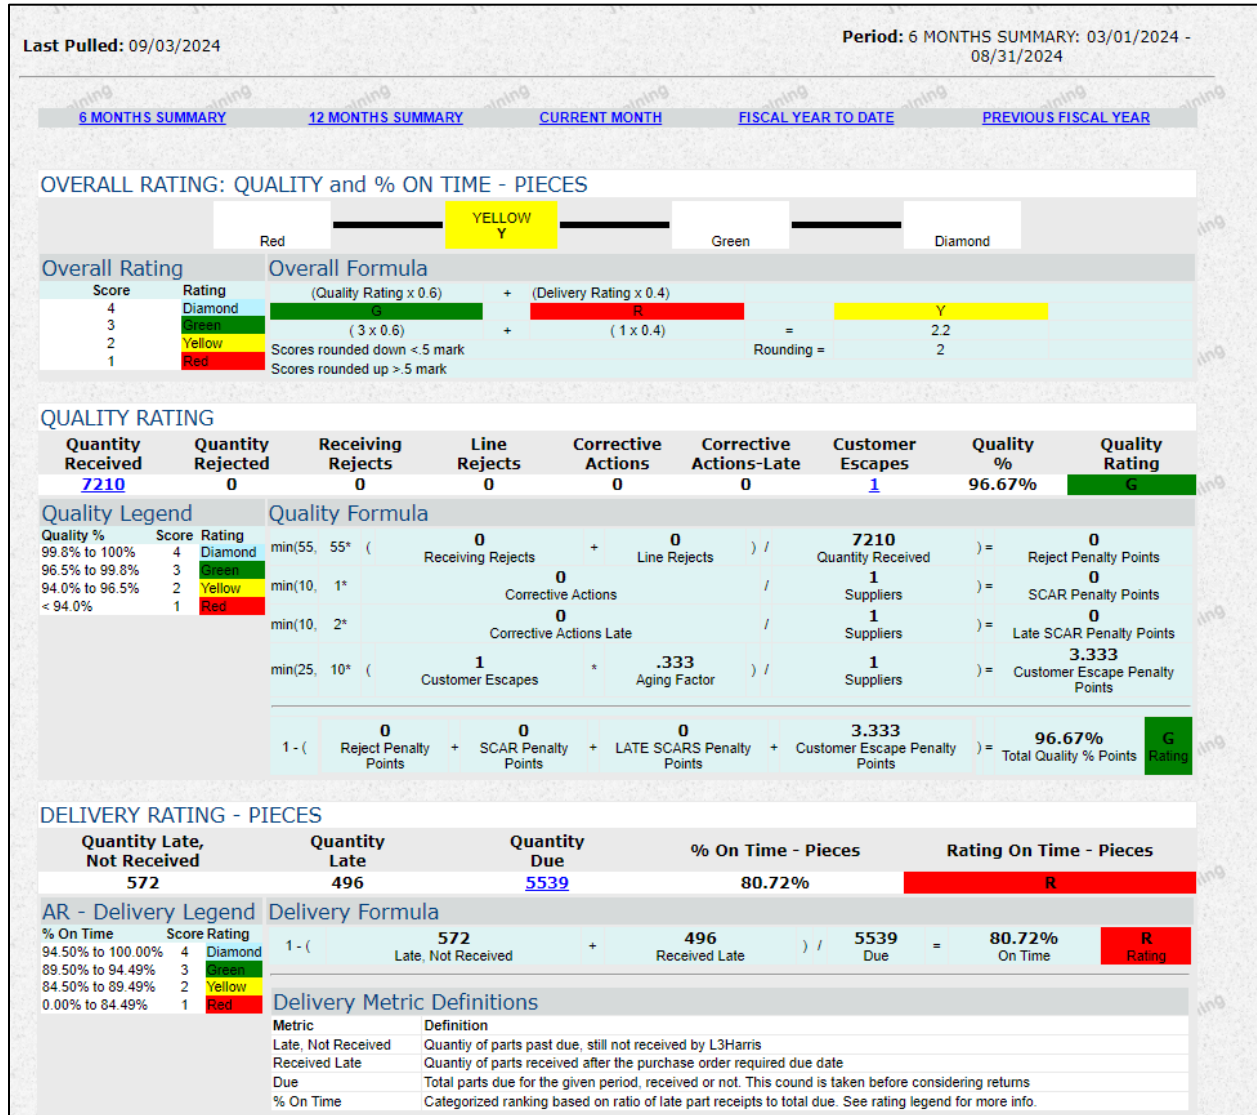 Last Pulled: 09/03/2024
Period: 6 MONTHS SUMMARY: 03/01/2024 -
08/31/2024
6 MONTHS SUMMARY 12 MONTHS SUMMARY CURRENT MONTH FISCAL YEAR TO DATE PREVIOUS FISCAL YEAR
OVERALL RATING: QUALITY and % ON TIME - PIECES
YELLOW
Y
Red Green Diamond
Overall Rating Overall Formula
Score Rating (Quality Rating x 0.6) + (Delivery Rating x 0.4)
4 Diamond G R Y
3 Green ( 3 x 0.6) + ( 1 x 0.4) = 2.2
2 Yellow Scores rounded down <.5 mark Rounding = 2
1 Red Scores rounded up >.5 mark
QUALITY RATING
Quantity Quantity Receiving Line Corrective Corrective Customer Quality Quality
Received Rejected Rejects Rejects Actions Actions-Late Escapes % Rating
7210 0 0 0 0 0 1 96.67% G
Quality Legend Quality Formula
Quality % Score Rating
99.8% to 100% 4 Diamond
96.5% to 99.8% 3 Green
94.0% to 96.5% 2 Yellow
< 94.0% 1 Red
0 0 7210 0
min(55, 55* ( + ) / ) =
Receiving Rejects Line Rejects Quantity Received Reject Penalty Points
0 1 0
min(10, 1* / ) =
Corrective Actions Suppliers SCAR Penalty Points
0 1 0
min(10, 2* / ) =
Corrective Actions Late Suppliers Late SCAR Penalty Points
1 .333 1 3.333
min(25, 10* ( * ) / ) =
Customer Escapes Aging Factor Suppliers Customer Escape Penalty
Points
0 0 0 3.333 96.67% G
1 - ( + + + ) =
Reject Penalty SCAR Penalty LATE SCARS Penalty Customer Escape Penalty Total Quality % Points Rating
Points Points Points Points
DELIVERY RATING - PIECES
Quantity Late, Quantity Quantity % On Time - Pieces Rating On Time - Pieces
Not Received Late Due
572 496 5539 80.72% R
AR - Delivery Legend Delivery Formula
% On Time Score Rating
94.50% to 100.00% 4 Diamond
89.50% to 94.49% 3 Green
84.50% to 89.49% 2 Yellow
0.00% to 84.49% 1 Red
572 496 5539 80.72% R
1 - ( + ) / =
Late, Not Received Received Late Due On Time Rating
Delivery Metric Definitions
Metric Definition
Late, Not Received Quantiy of parts past due, still not received by L3Harris
Received Late Quantiy of parts received after the purchase order required due date
Due Total parts due for the given period, received or not. This cound is taken before considering returns
% On Time Categorized ranking based on ratio of late part receipts to total due. See rating legend for more info.